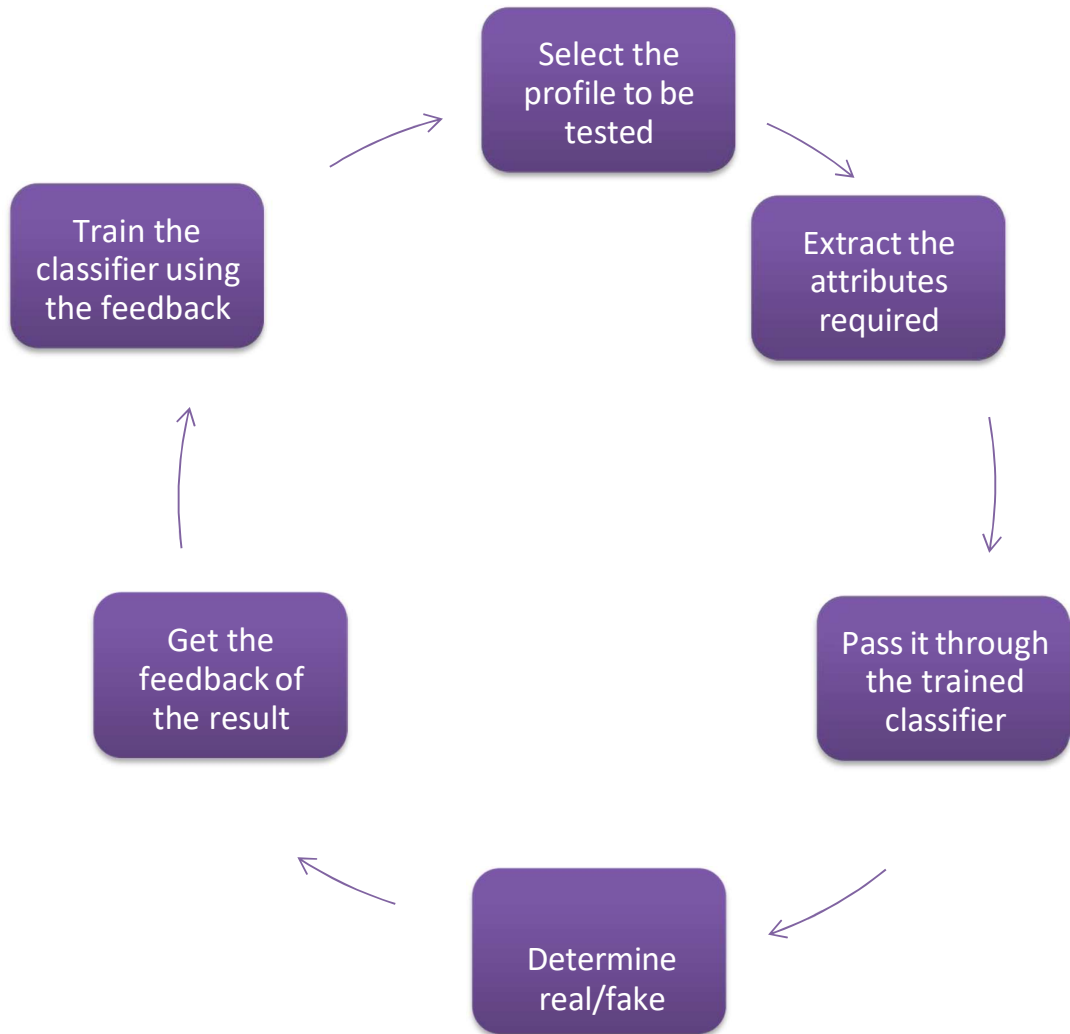 Select the
profile to be
tested
Extract the
attributes
required
Pass it through
the trained
classifier
Determine
real/fake
Get the
feedback of
the result
Train the
classifier using
the feedback